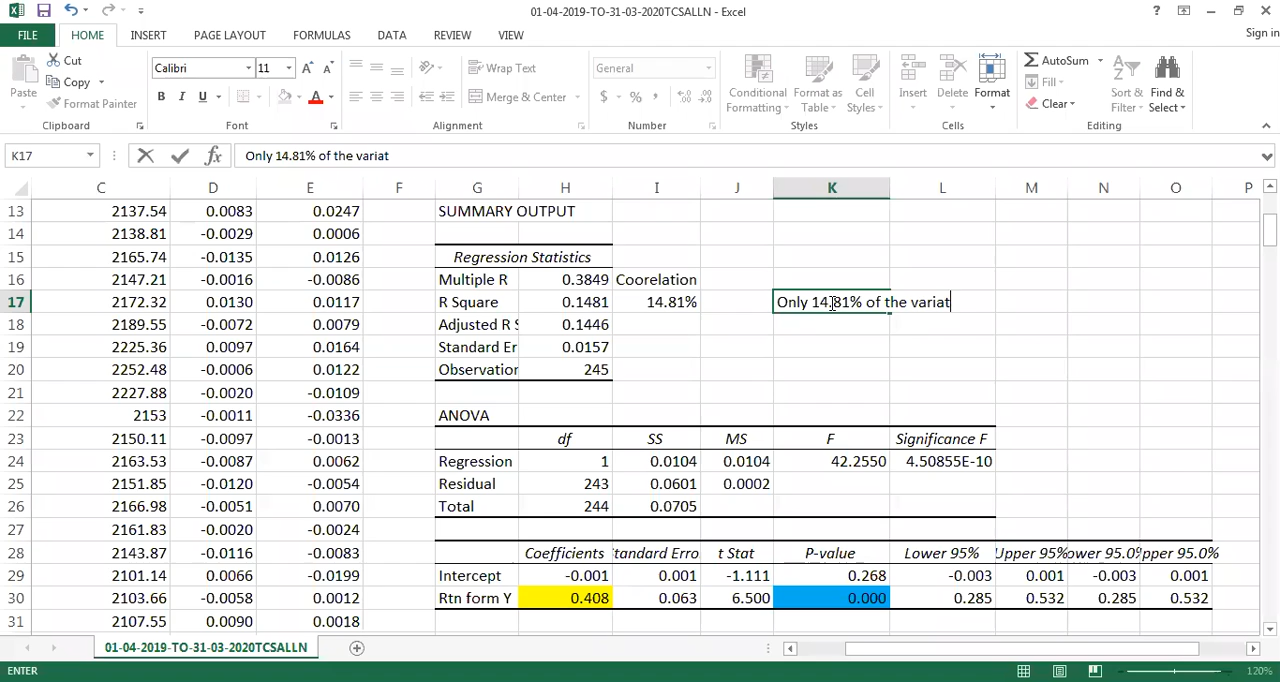 01-04-2019-TO-31-03-2020TCSALLN - Excel
FILE HOME INSERT PAGE LAYOUT FORMULAS DATA REVIEW VIEW Sign in
Cut
Copy
Format Painter
Paste
Calibri 11
B I U A
Wrap Text
Merge & Center
General
$ %
Conditional Formatting
Format as Table
Cell Styles
Insert Delete Format
AutoSum
Fill
Clear
Sort & Filter
Find & Select
Clipboard Font Alignment Number Styles Cells Editing
K17 fx Only 14.81% of the variat
C D E F G H I J K L M N O P
13 2137.54 0.0083 0.0247 SUMMARY OUTPUT
14 2138.81 -0.0029 0.0006
15 2165.74 -0.0135 0.0126 Regression Statistics
16 2147.21 -0.0016 -0.0086 Multiple R 0.3849 Coorelation
17 2172.32 0.0130 0.0117 R Square 0.1481 14.81% Only 14.81% of the variat
18 2189.55 -0.0072 0.0079 Adjusted R S 0.1446
19 2225.36 0.0097 0.0164 Standard Er 0.0157
20 2252.48 -0.0006 0.0122 Observation 245
21 2227.88 -0.0020 -0.0109
22 2153 -0.0011 -0.0336 ANOVA
23 2150.11 -0.0097 -0.0013 df SS MS F Significance F
24 2163.53 -0.0087 0.0062 Regression 1 0.0104 0.0104 42.2550 4.50855E-10
25 2151.85 -0.0120 -0.0054 Residual 243 0.0601 0.0002
26 2166.98 -0.0051 0.0070 Total 244 0.0705
27 2161.83 -0.0020 -0.0024
28 2143.87 -0.0116 -0.0083 Coefficients tandard Erro t Stat P-value Lower 95% Upper 95% ower 95.0% pper 95.0%
29 2101.14 0.0066 -0.0199 Intercept -0.001 0.001 -1.111 0.268 -0.003 0.001 -0.003 0.001
30 2103.66 -0.0058 0.0012 Rtn form Y 0.408 0.063 6.500 0.000 0.285 0.532 0.285 0.532
31 2107.55 0.0090 0.0018
01-04-2019-TO-31-03-2020TCSALLN
ENTER 120%